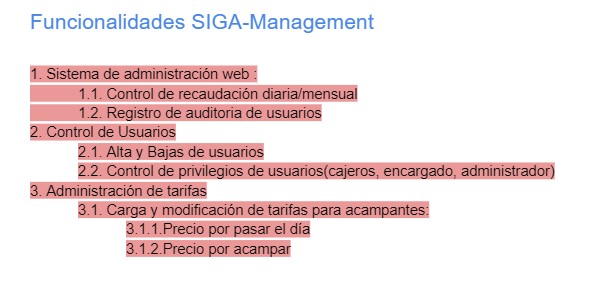 Funcionalidades SIGA-Management
1. Sistema de administración web :
1.1. Control de recaudación diaria/mensual
1.2. Registro de auditoria de usuarios
2. Control de Usuarios
2.1. Alta y Bajas de usuarios
2.2. Control de privilegios de usuarios(cajeros, encargado, administrador)
3. Administración de tarifas
3.1. Carga y modificación de tarifas para acampantes:
3.1.1.Precio por pasar el día
3.1.2.Precio por acampar